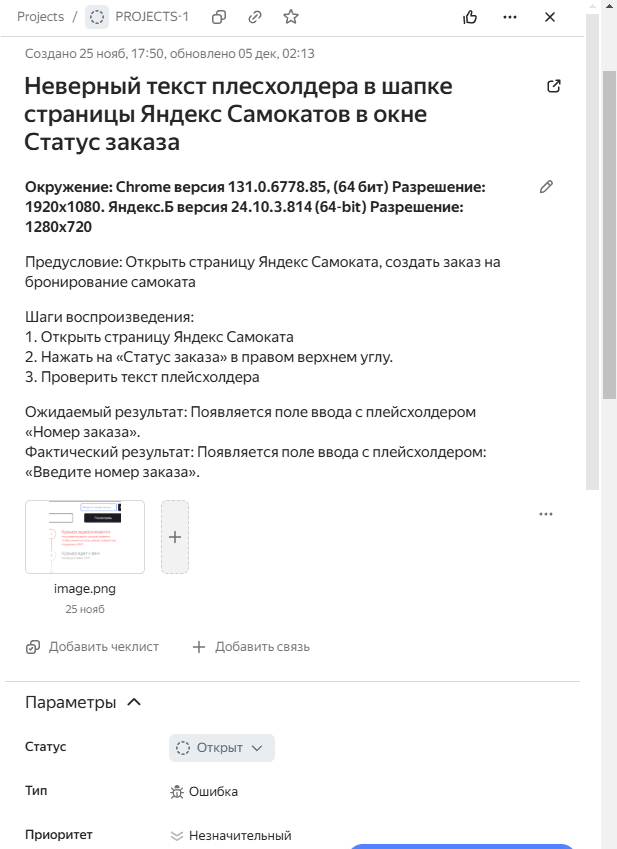 Projects / PROJECTS-1
Создано 25 нояб, 17:50, обновлено 05 дек, 02:13
Неверный текст плесхолдера в шапке
страницы Яндекс Самокатов в окне
Статус заказа
Окружение: Chrome версия 131.0.6778.85, (64 бит) Разрешение:
1920x1080. Яндекс.Б версия 24.10.3.814 (64-bit) Разрешение:
1280x720
Предусловие: Открыть страницу Яндекс Самоката, создать заказ на
бронирование самоката
Шаги воспроизведения:
1. Открыть страницу Яндекс Самоката
2. Нажать на «Статус заказа» в правом верхнем углу.
3. Проверить текст плейсхолдера
Ожидаемый результат: Появляется поле ввода с плейсхолдером
«Номер заказа».
Фактический результат: Появляется поле ввода с плейсхолдером:
«Введите номер заказа».
image.png
25 нояб
Добавить чеклист
Добавить связь
Параметры
Статус
Открыт
Тип
Ошибка
Приоритет
Незначительный